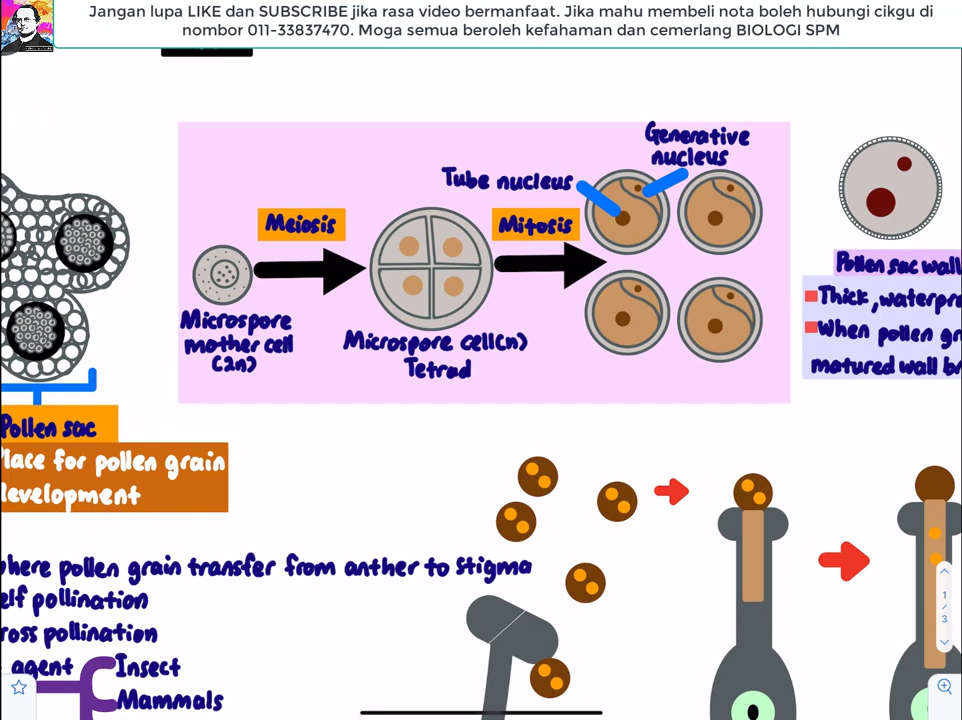 Jangan lupa LIKE dan SUBSCRIBE jika rasa video bermanfaat. Jika mahu membeli nota boleh hubungi cikgu di
nombor 011-33837470. Moga semua beroleh kefahaman dan cemerlang BIOLOGI SPM
Generative
nucleus
Tube nucleus
Meiosis
Mitosis
Microspore
mother cell
(2n)
Microspore cell(n)
Tetrad
Pollen sac wall
Thick, waterpr
When pollen gr
matured wall b
Pollen sac
lace for pollen grain
evelopment
where pollen grain transfer from anther to stigma
elf pollination
ross pollination
agent
Insect
Mammals
1
/
3